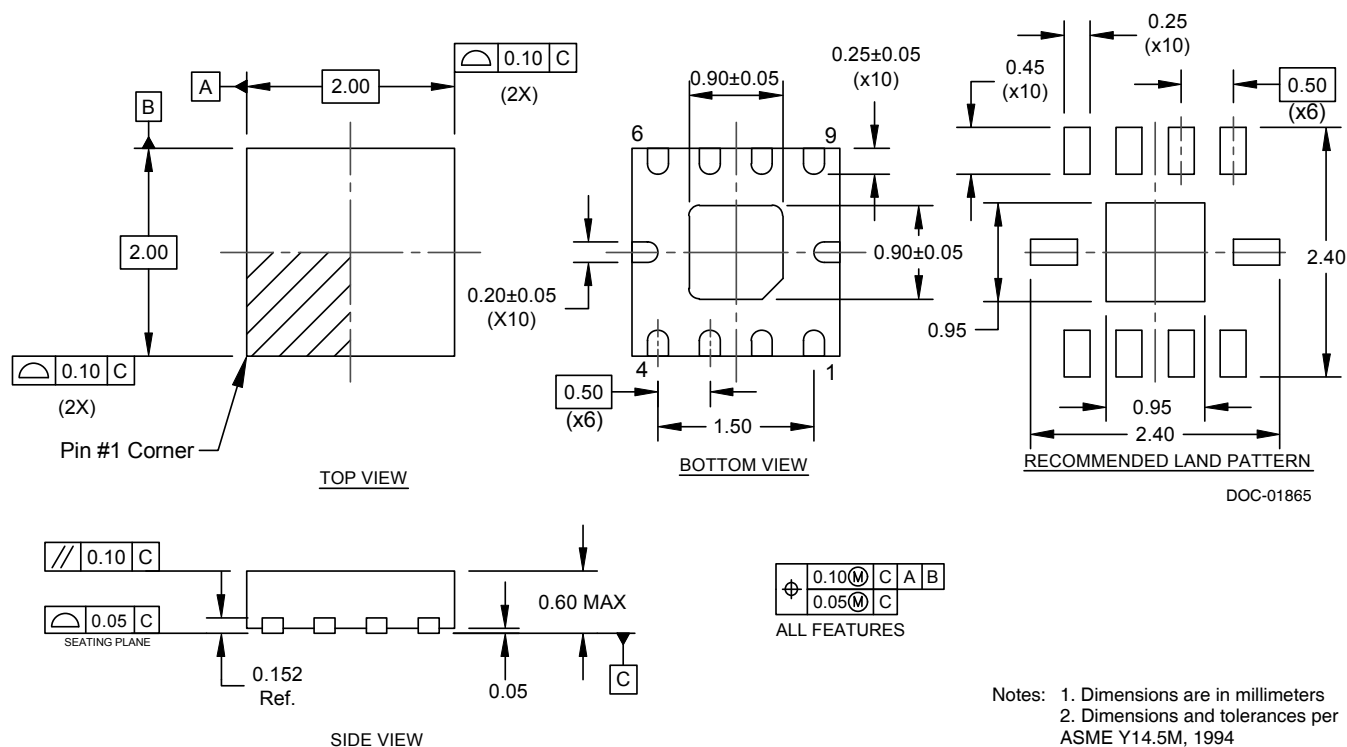 ⌓ 0.10 C
(2X)
A
2.00
B
2.00
⌓ 0.10 C
(2X)
Pin #1 Corner
TOP VIEW
0.90±0.05
0.25±0.05
(x10)
6
9
0.90±0.05
0.20±0.05
(X10)
4
1
0.50
(x6)
1.50
BOTTOM VIEW
0.25
(x10)
0.45
(x10)
0.50
(x6)
2.40
0.95
0.95
2.40
RECOMMENDED LAND PATTERN
DOC-01865
// 0.10 C
⌓ 0.05 C
SEATING PLANE
0.60 MAX
0.152
Ref.
0.05
C
SIDE VIEW
⌖ 0.10Ⓜ C A B
0.05Ⓜ C
ALL FEATURES
Notes: 1. Dimensions are in millimeters
2. Dimensions and tolerances per
ASME Y14.5M, 1994